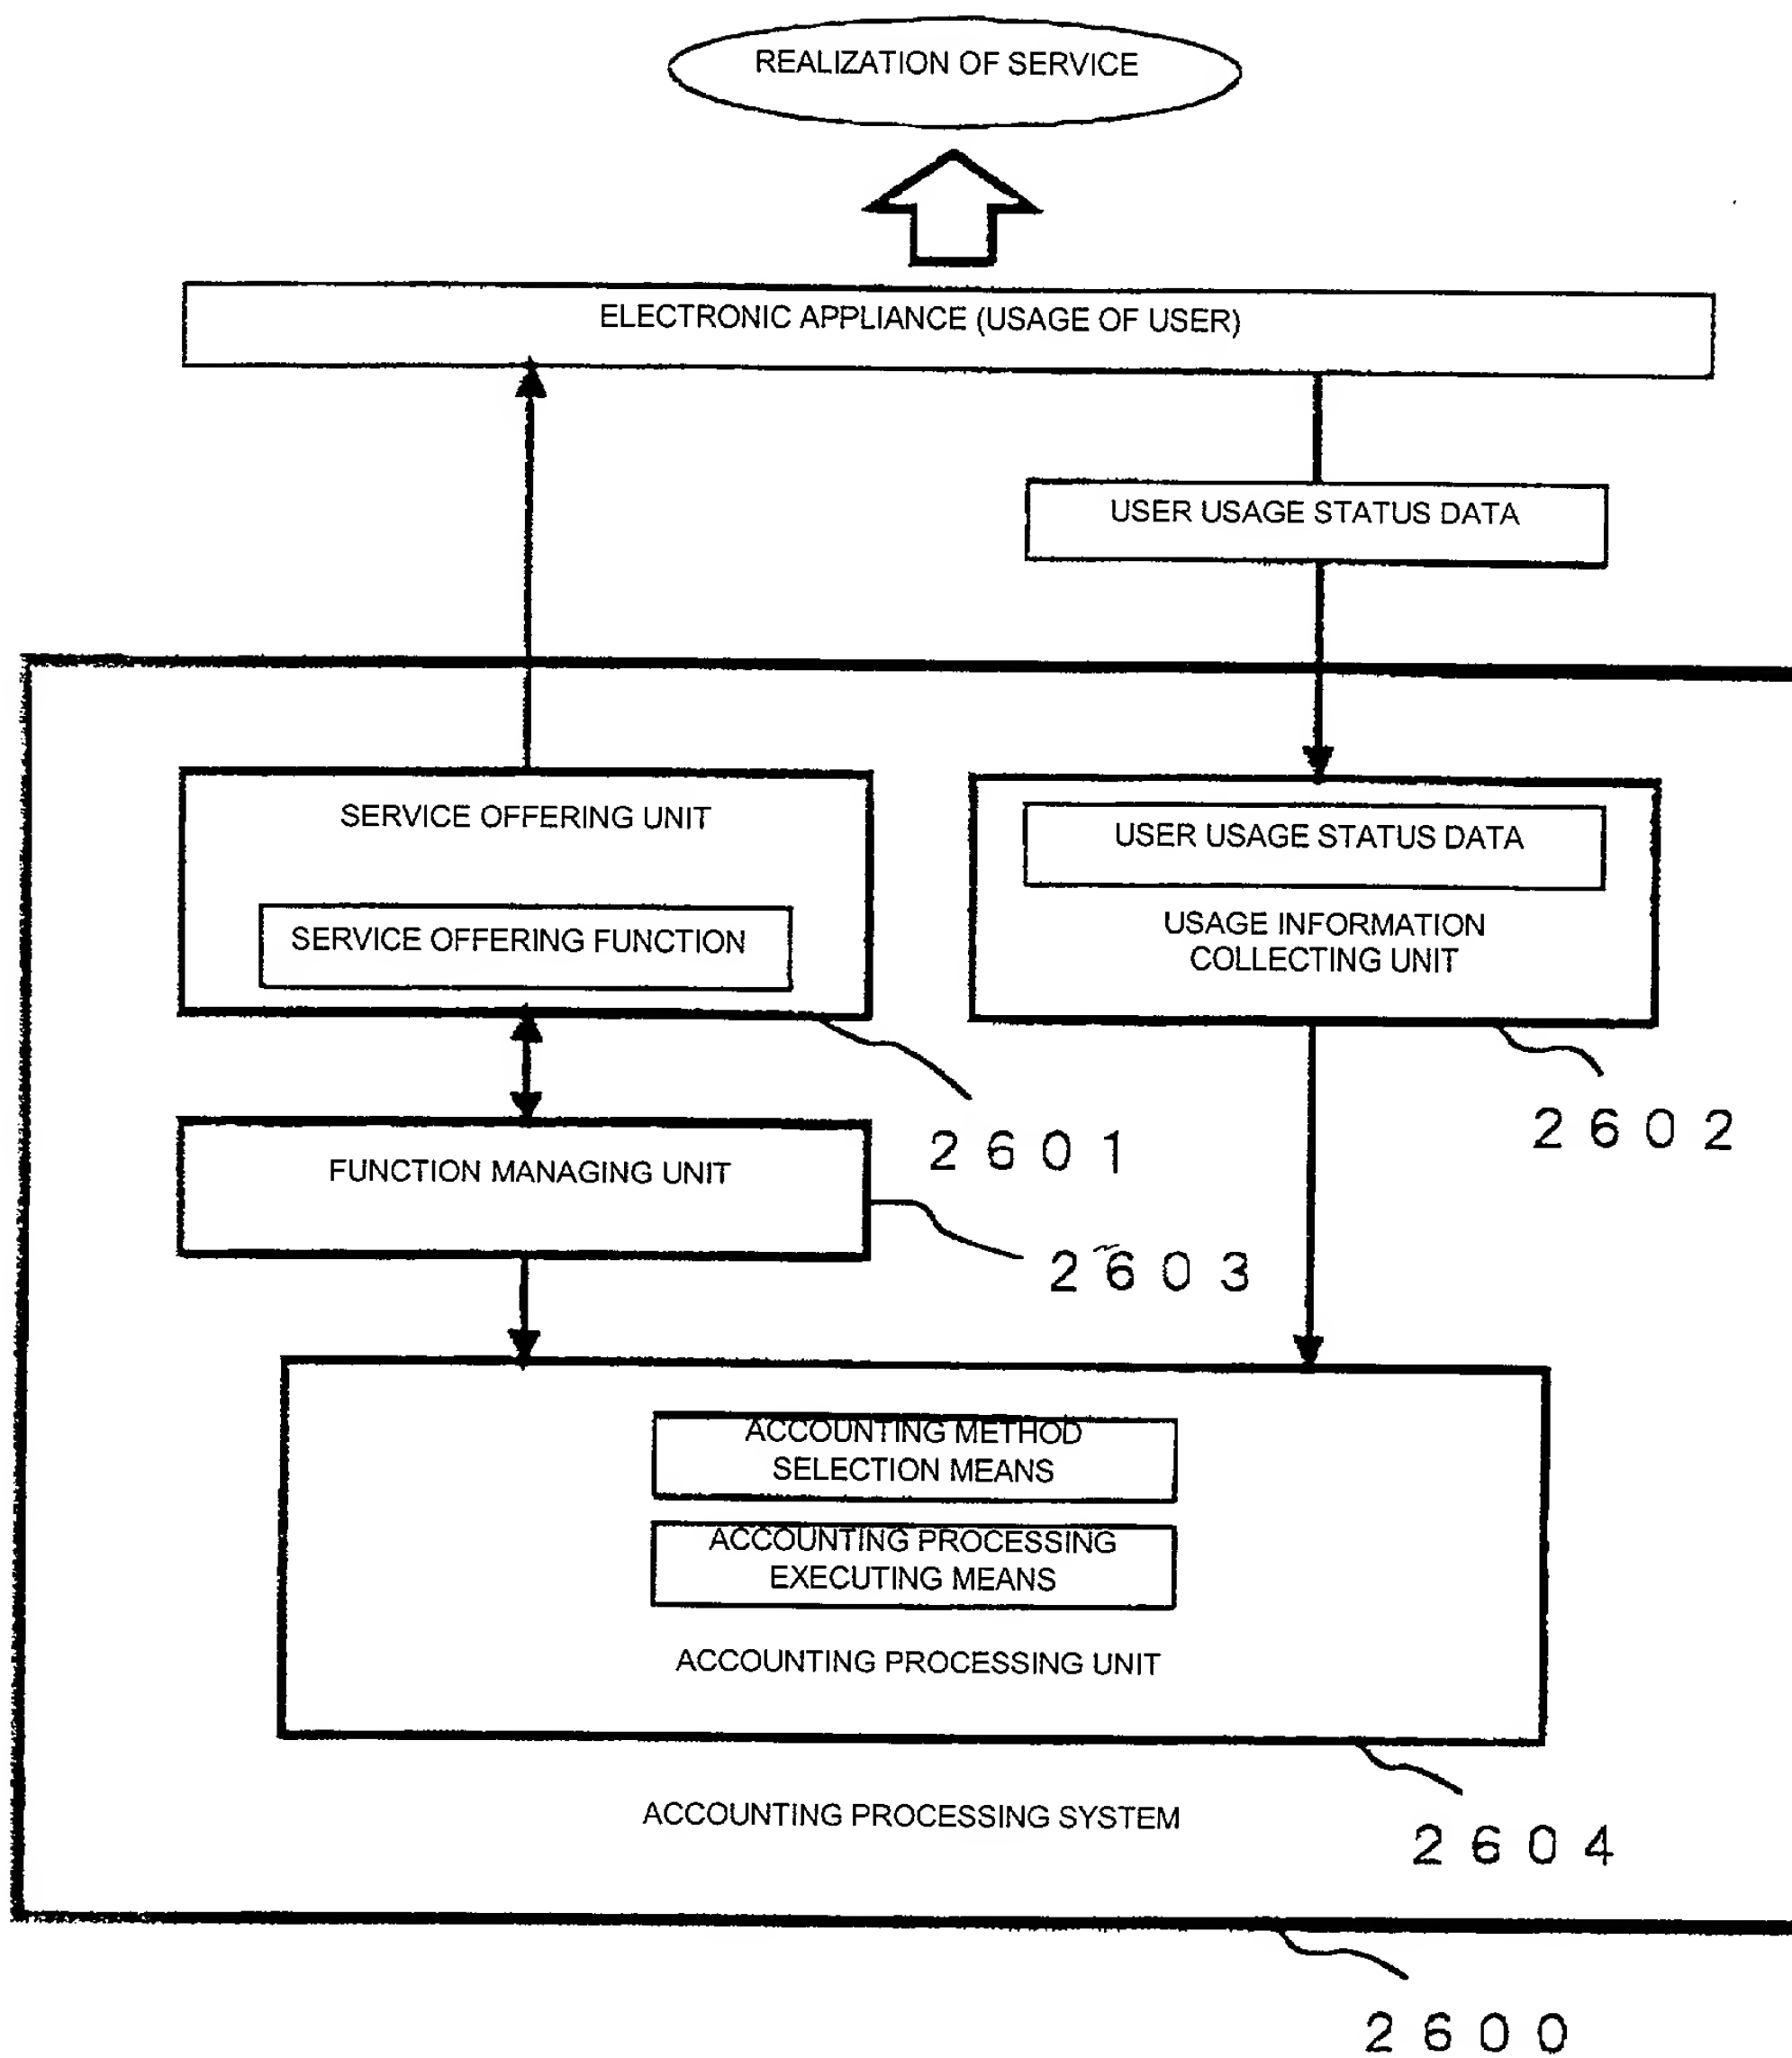 REALIZATION OF SERVICE
ELECTRONIC APPLIANCE (USAGE OF USER)
USER USAGE STATUS DATA
SERVICE OFFERING UNIT
SERVICE OFFERING FUNCTION
USER USAGE STATUS DATA
USAGE INFORMATION
COLLECTING UNIT
2601
2602
FUNCTION MANAGING UNIT
2603
ACCOUNTING METHOD
SELECTION MEANS
ACCOUNTING PROCESSING
EXECUTING MEANS
ACCOUNTING PROCESSING UNIT
ACCOUNTING PROCESSING SYSTEM
2604
2600